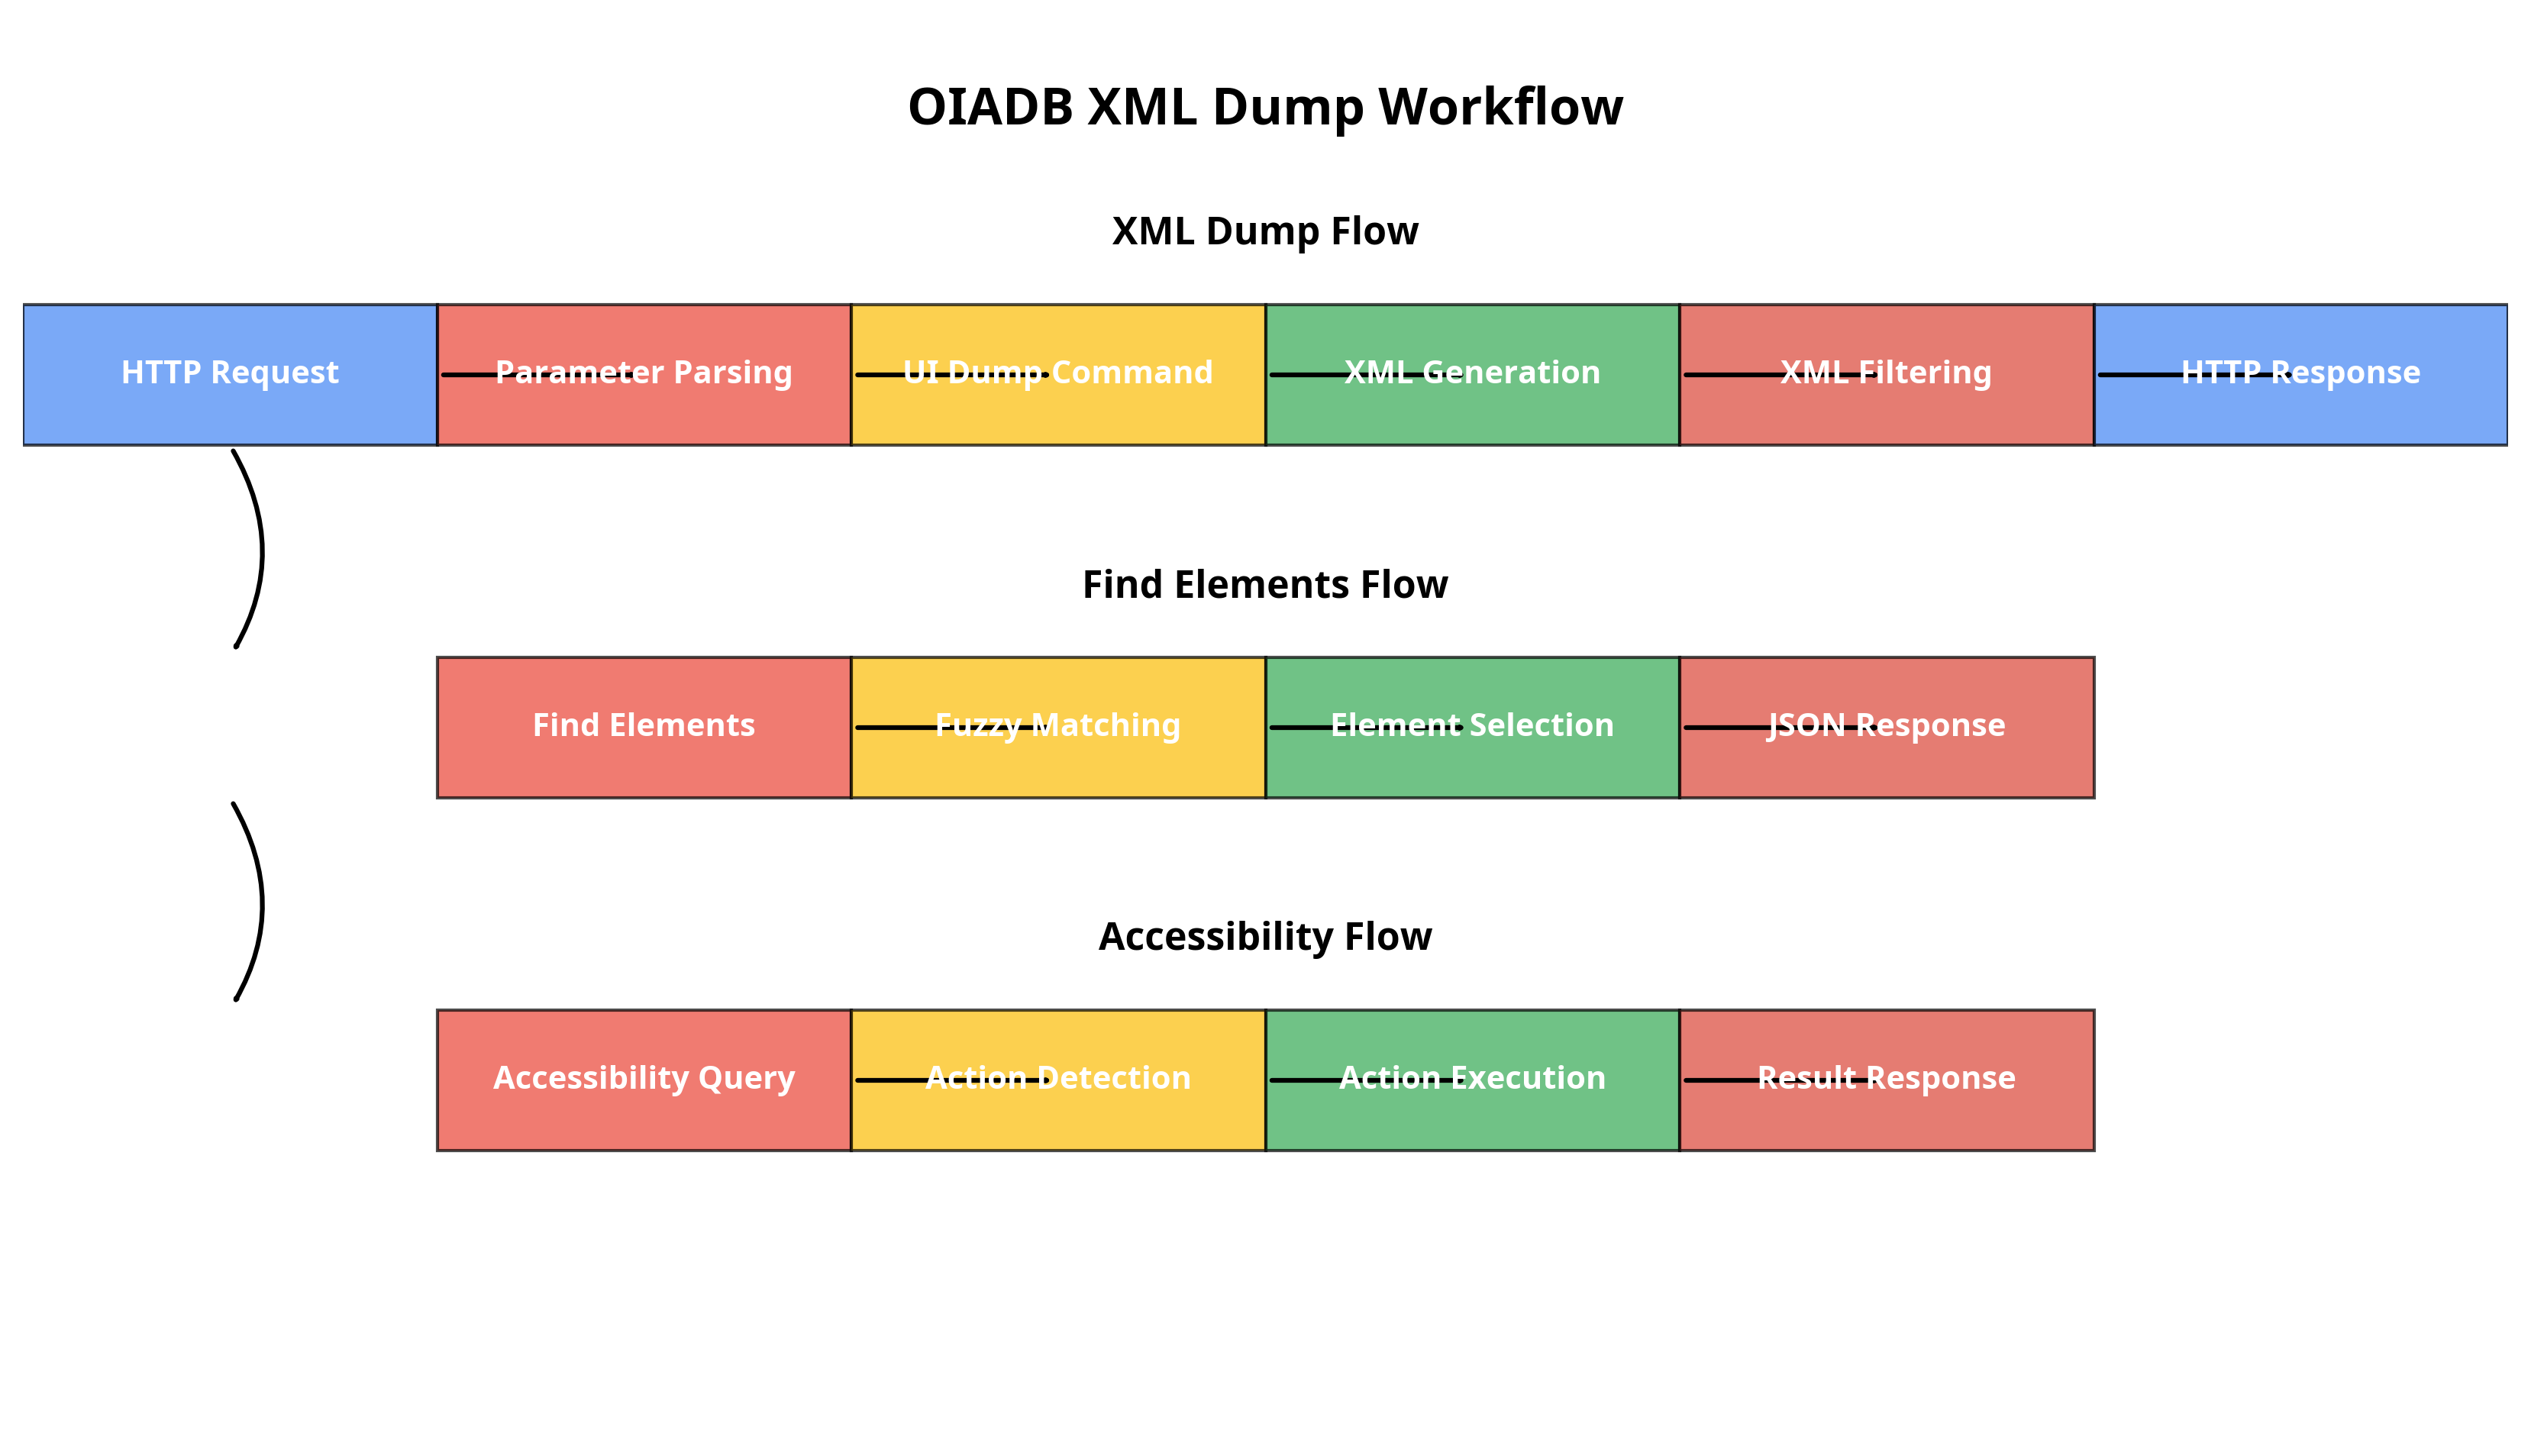 OIADB XML Dump Workflow
XML Dump Flow
HTTP Request
Parameter Parsing
UI Dump Command
XML Generation
XML Filtering
HTTP Response
Find Elements Flow
Find Elements
Fuzzy Matching
Element Selection
JSON Response
Accessibility Flow
Accessibility Query
Action Detection
Action Execution
Result Response